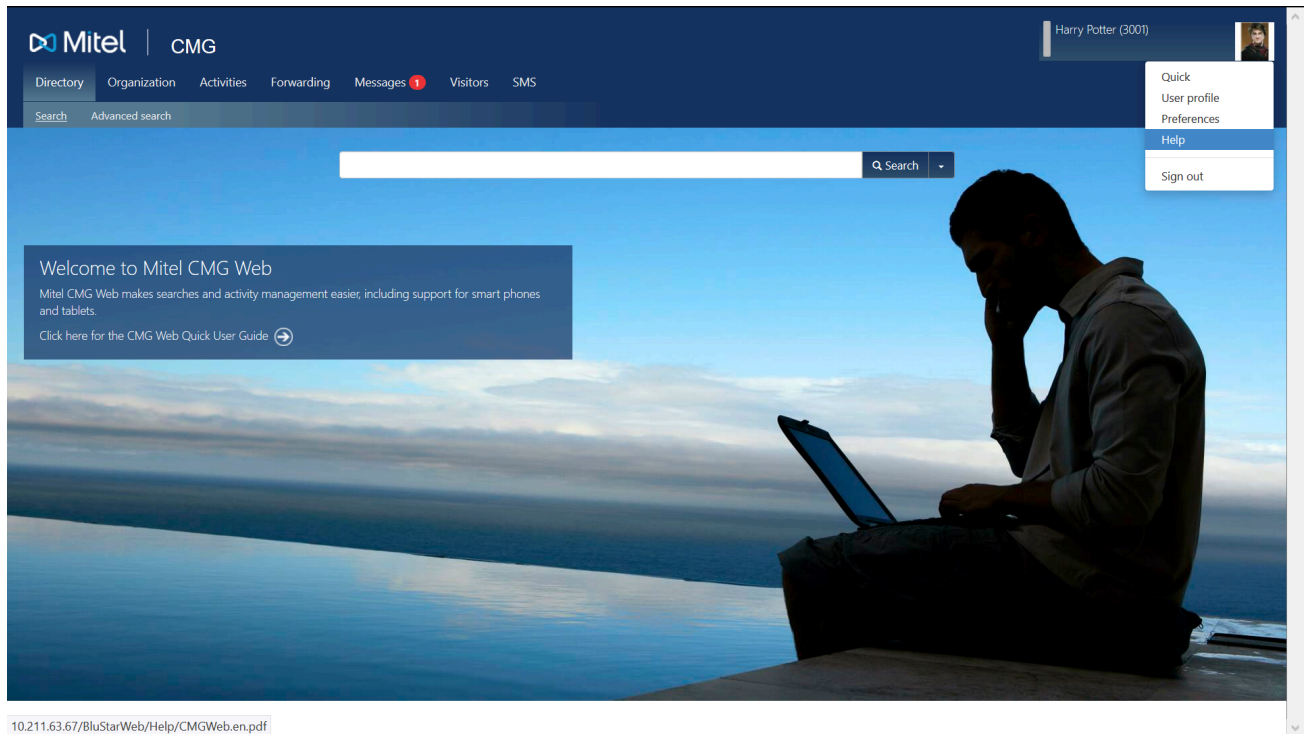 Mitel | CMG
Harry Potter (3001)
Directory Organization Activities Forwarding Messages 1 Visitors SMS
Search Advanced search
Quick
User profile
Preferences
Help
Sign out
Search
Welcome to Mitel CMG Web
Mitel CMG Web makes searches and activity management easier, including support for smart phones
and tablets.
Click here for the CMG Web Quick User Guide
10.211.63.67/BluStarWeb/Help/CMGWeb.en.pdf